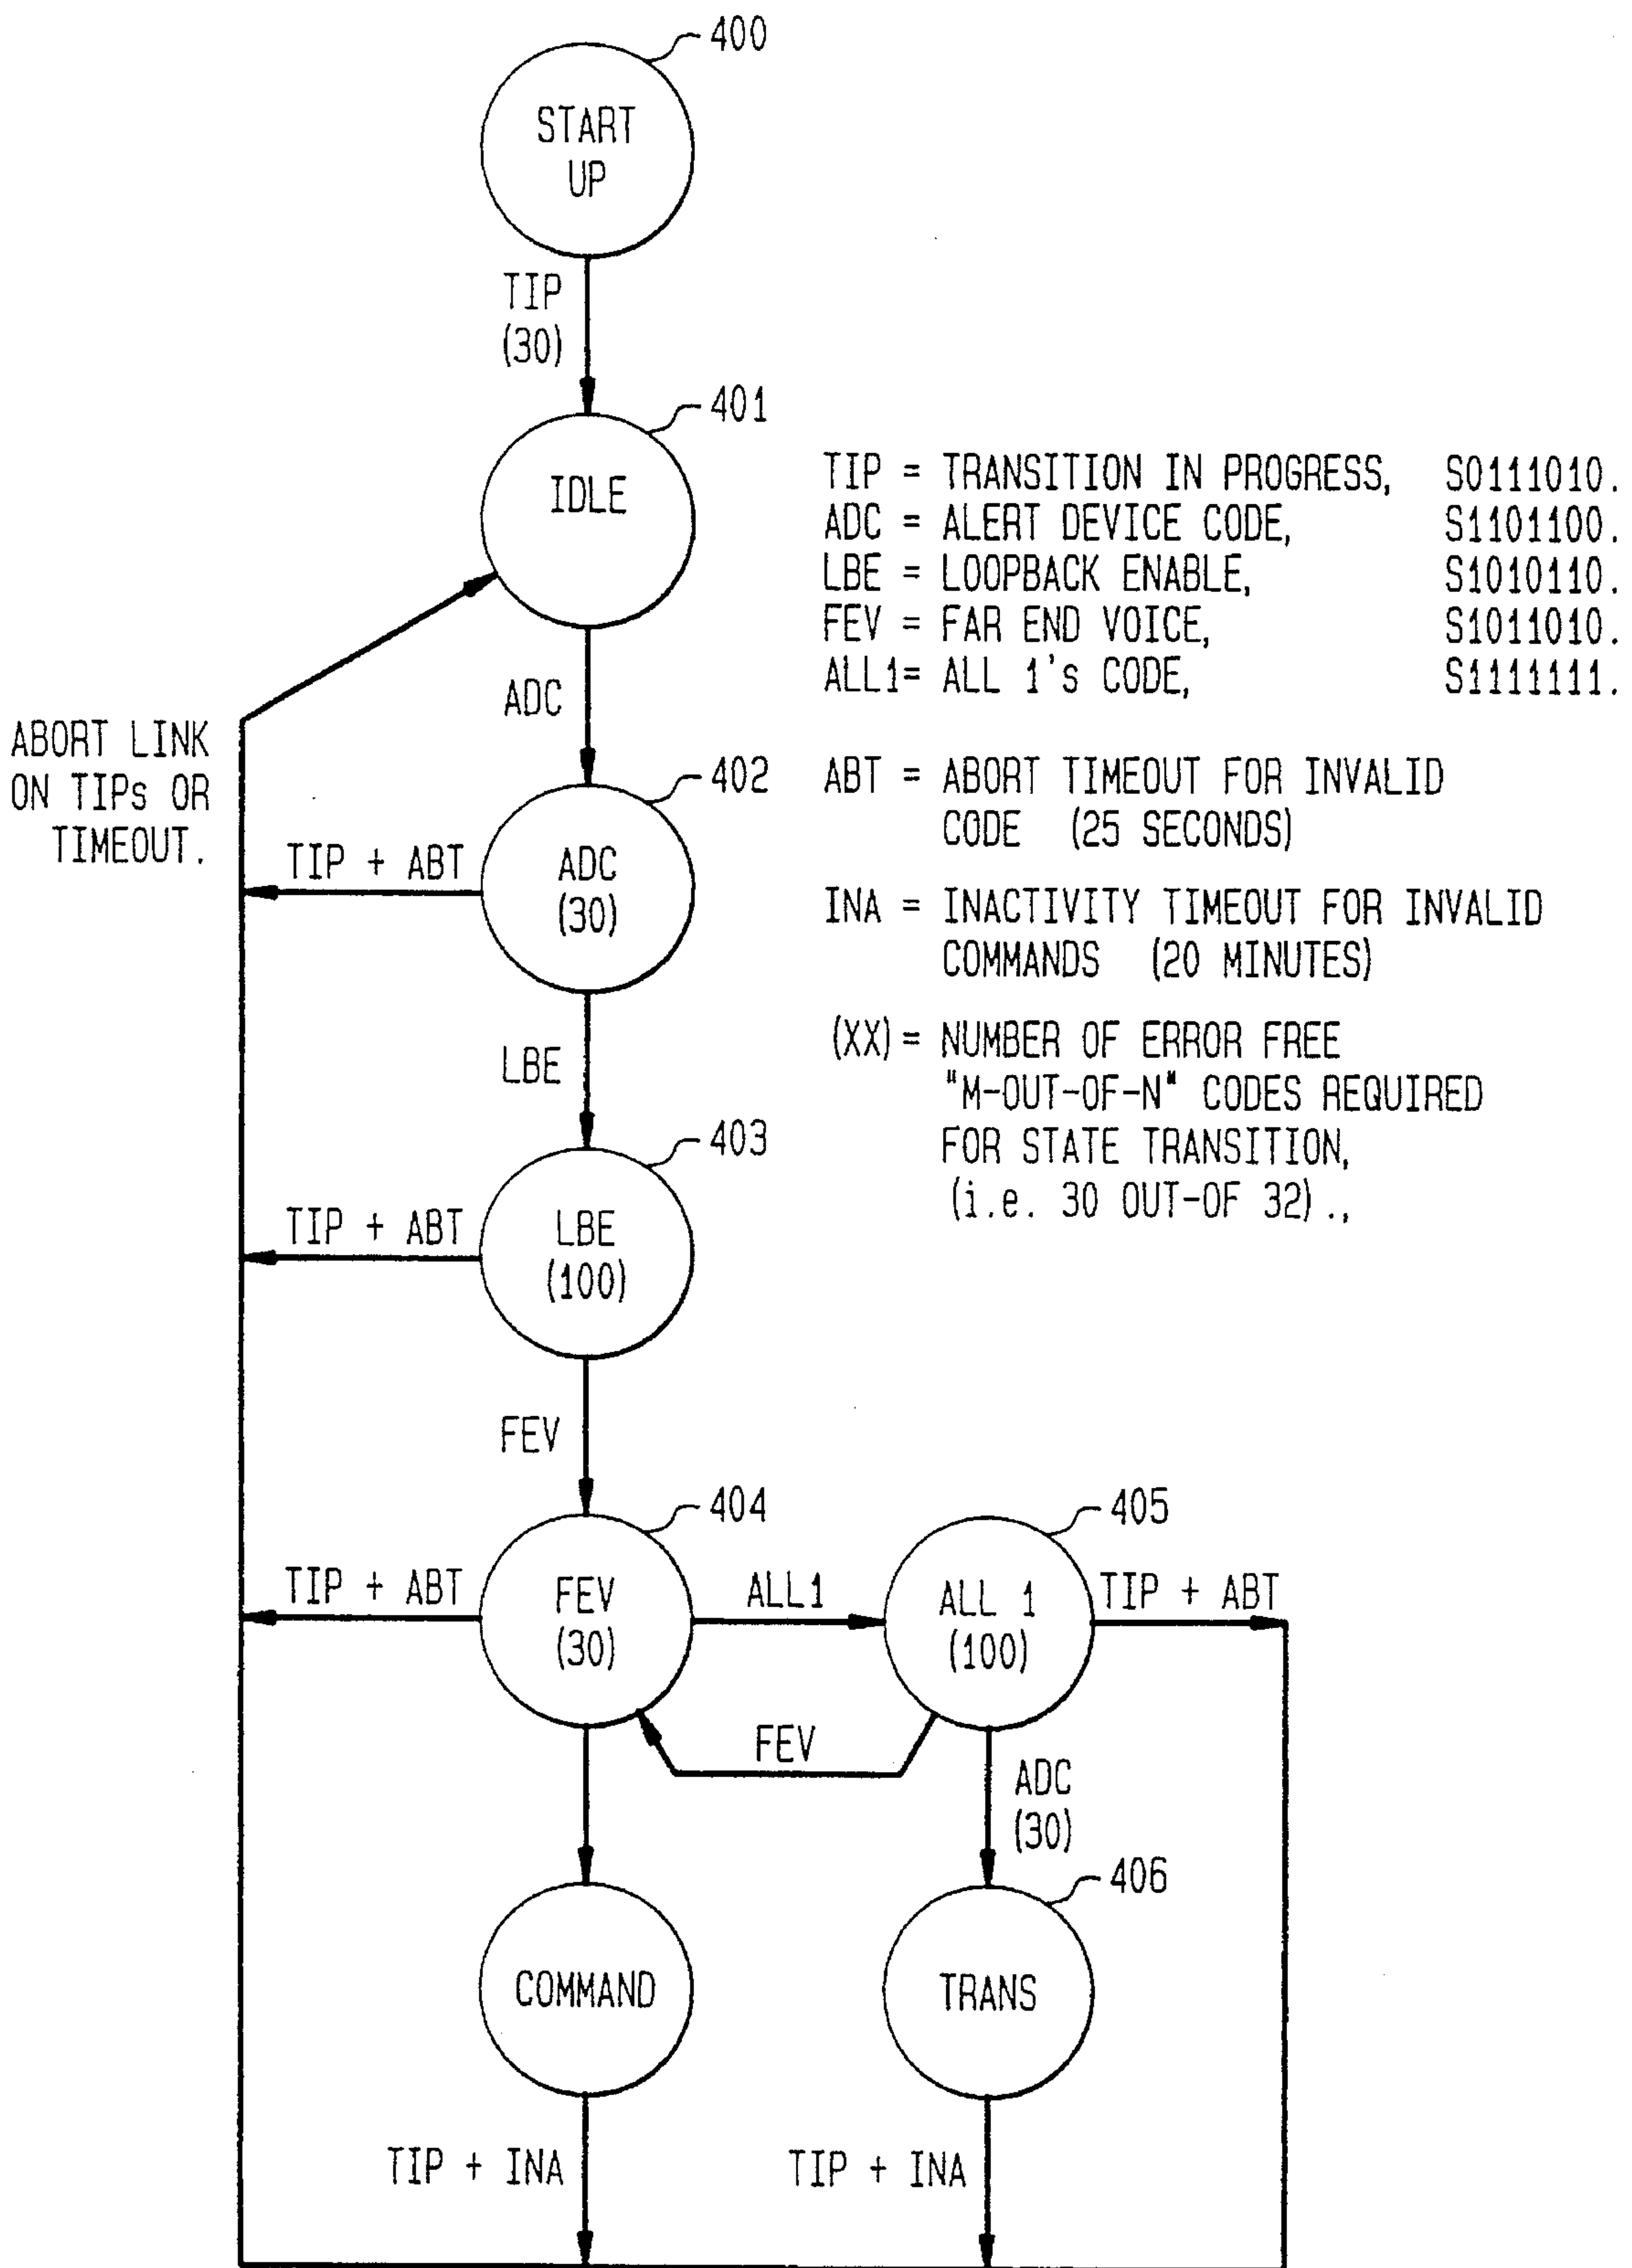 400
START
UP
TIP
(30)
401
IDLE
TIP = TRANSITION IN PROGRESS, S0111010.
ADC = ALERT DEVICE CODE, S1101100.
LBE = LOOPBACK ENABLE, S1010110.
FEV = FAR END VOICE, S1011010.
ALL1= ALL 1's CODE, S1111111.
ADC
ABORT LINK
ON TIPs OR
TIMEOUT.
402
ABT = ABORT TIMEOUT FOR INVALID
CODE (25 SECONDS)
TIP + ABT
ADC
(30)
INA = INACTIVITY TIMEOUT FOR INVALID
COMMANDS (20 MINUTES)
(XX) = NUMBER OF ERROR FREE
"M-OUT-OF-N" CODES REQUIRED
FOR STATE TRANSITION,
(i.e. 30 OUT-OF 32).,
LBE
403
TIP + ABT
LBE
(100)
FEV
404
405
TIP + ABT
FEV
(30)
ALL1
ALL 1
(100)
TIP + ABT
FEV
ADC
(30)
406
COMMAND
TRANS
TIP + INA
TIP + INA